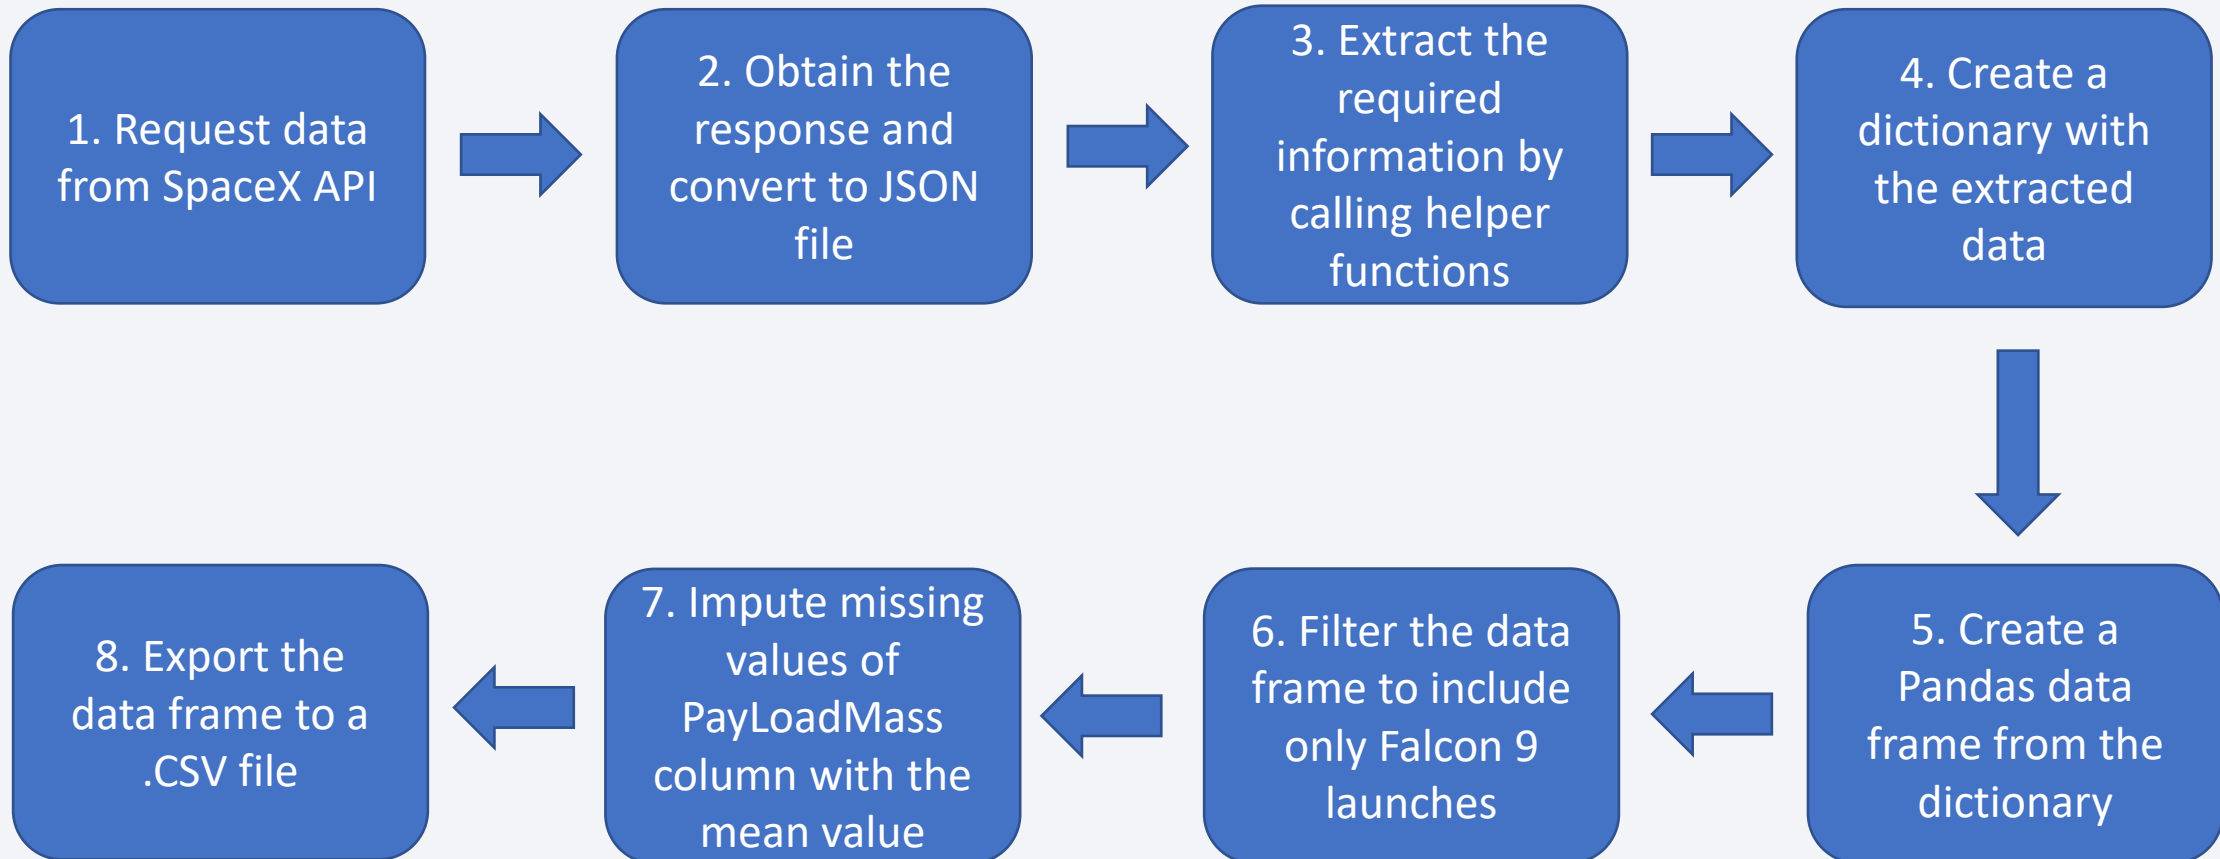 1. Request data
from SpaceX API
2. Obtain the
response and
convert to JSON
file
3. Extract the
required
information by
calling helper
functions
4. Create a
dictionary with
the extracted
data
5. Create a
Pandas data
frame from the
dictionary
6. Filter the data
frame to include
only Falcon 9
launches
7. Impute missing
values of
PayLoadMass
column with the
mean value
8. Export the
data frame to a
.CSV file